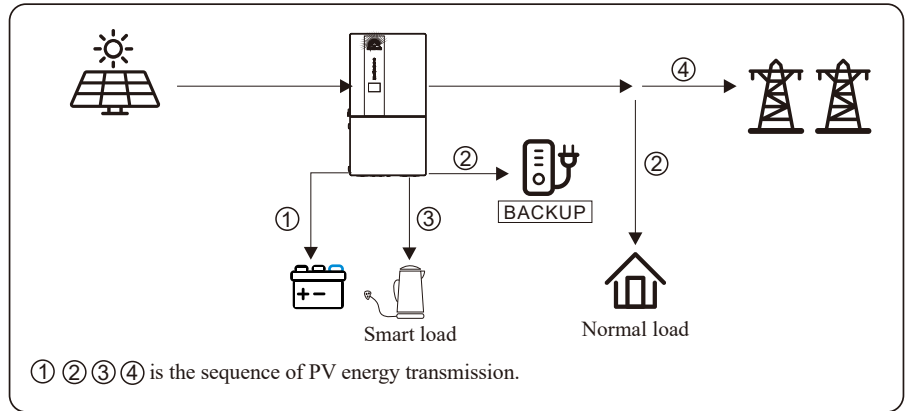 ④
②
②
BACKUP
①
③
+ −
Smart load
Normal load
① ② ③ ④ is the sequence of PV energy transmission.